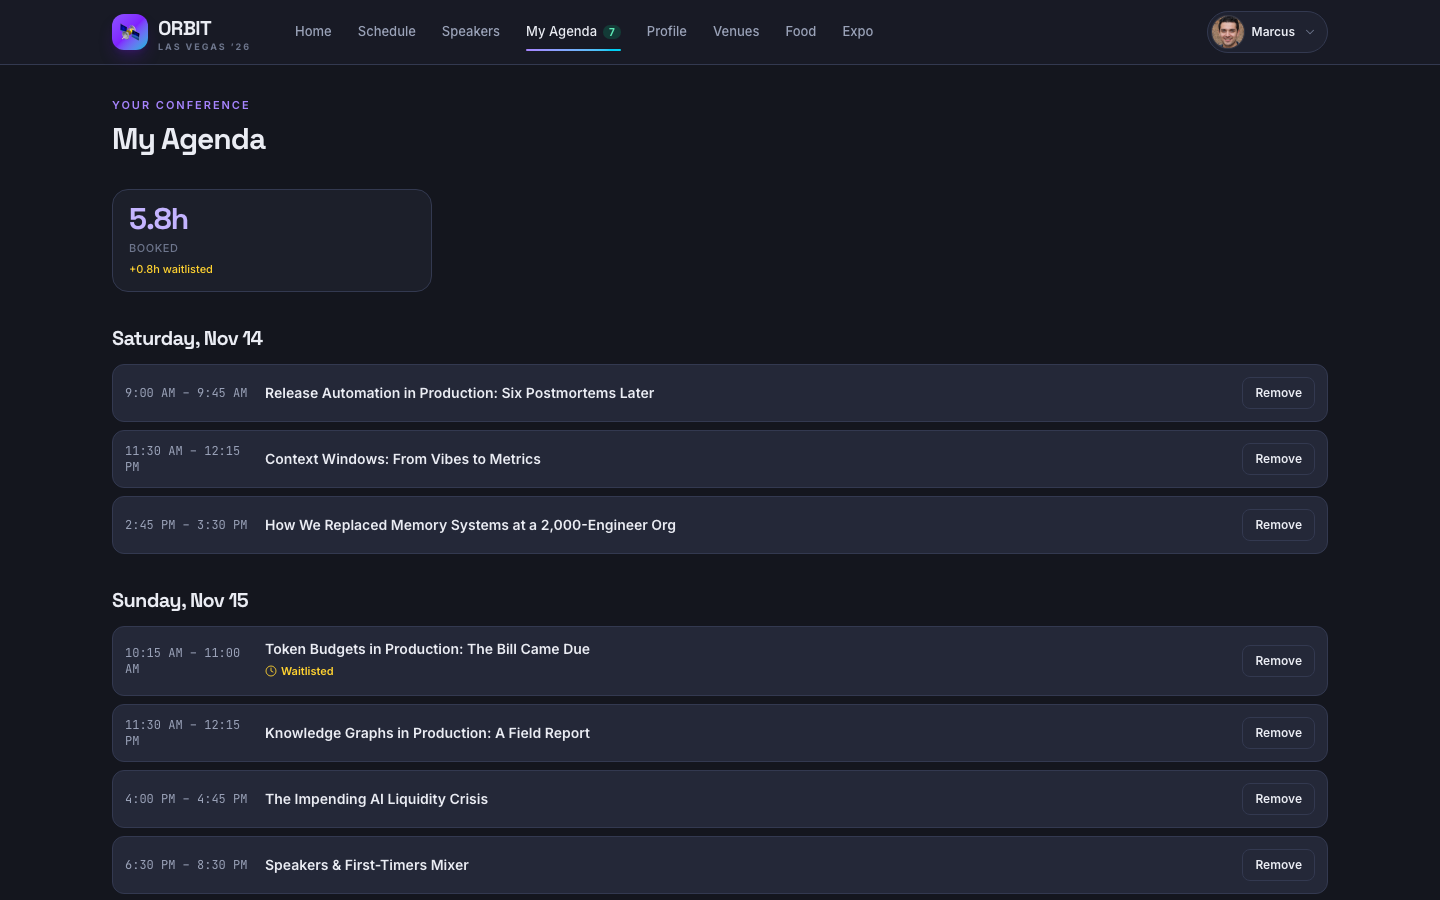 ORBIT
LAS VEGAS '26
Home
Schedule
Speakers
My Agenda 7
Profile
Venues
Food
Expo
Marcus
YOUR CONFERENCE
My Agenda
5.8h
BOOKED
+0.8h waitlisted
Saturday, Nov 14
9:00 AM – 9:45 AM
Release Automation in Production: Six Postmortems Later
Remove
11:30 AM – 12:15
PM
Context Windows: From Vibes to Metrics
Remove
2:45 PM – 3:30 PM
How We Replaced Memory Systems at a 2,000-Engineer Org
Remove
Sunday, Nov 15
10:15 AM – 11:00
AM
Token Budgets in Production: The Bill Came Due
Waitlisted
Remove
11:30 AM – 12:15
PM
Knowledge Graphs in Production: A Field Report
Remove
4:00 PM – 4:45 PM
The Impending AI Liquidity Crisis
Remove
6:30 PM – 8:30 PM
Speakers & First-Timers Mixer
Remove